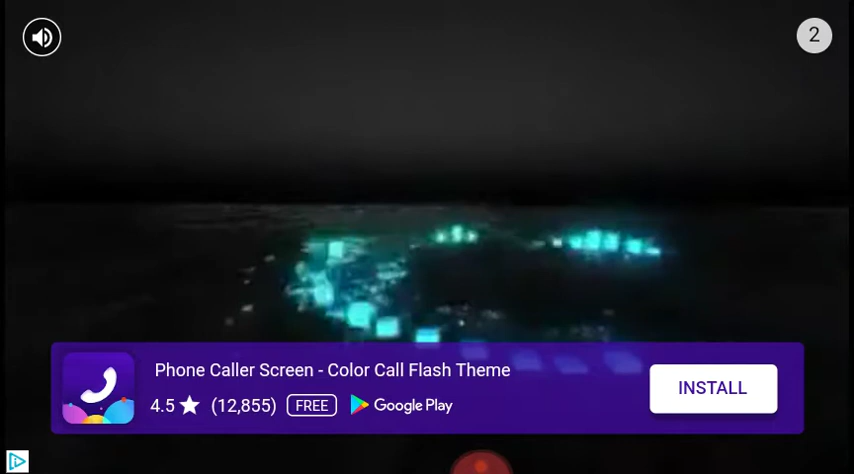 2
Phone Caller Screen - Color Call Flash Theme
4.5 (12,855) FREE Google Play
INSTALL